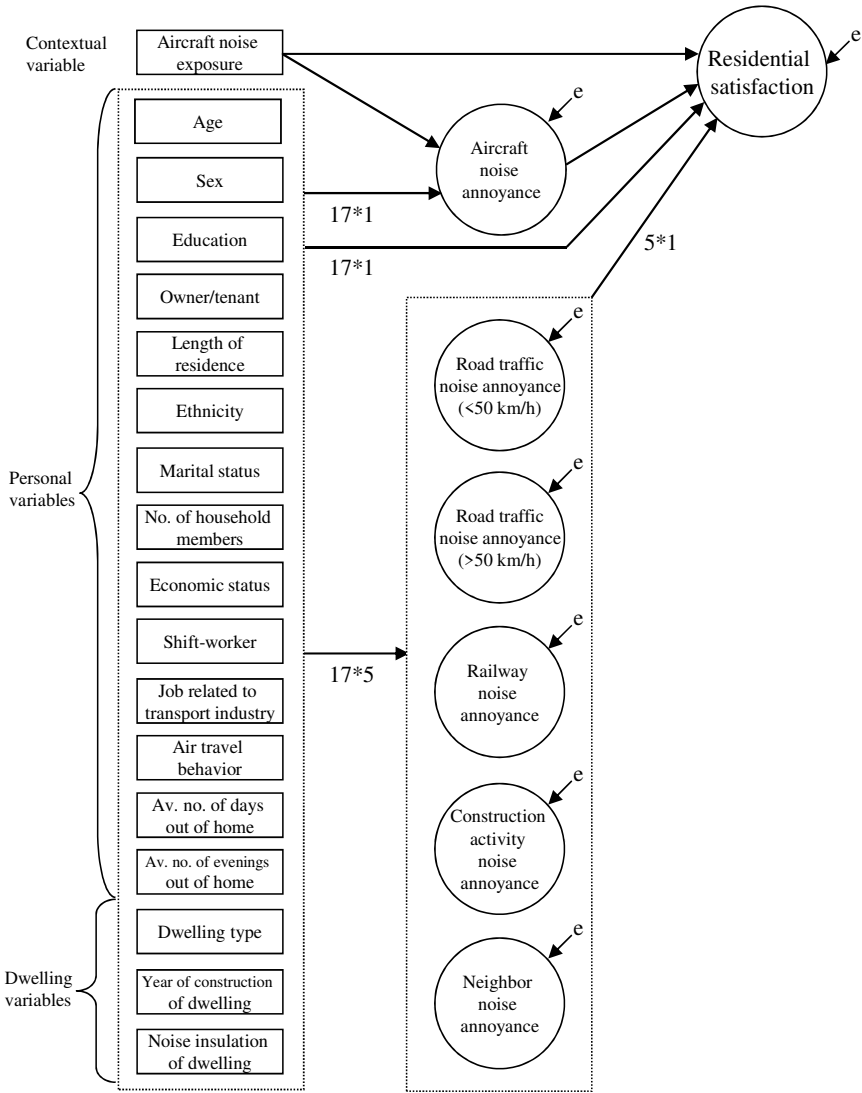 Contextual
variable
Aircraft noise
exposure
Residential
satisfaction
e
Age
Sex
Education
Owner/tenant
Length of
residence
Ethnicity
Marital status
No. of household
members
Economic status
Shift-worker
Job related to
transport industry
Air travel
behavior
Av. no. of days
out of home
Av. no. of evenings
out of home
Personal
variables
Dwelling type
Year of construction
of dwelling
Noise insulation
of dwelling
Dwelling
variables
e
Aircraft
noise
annoyance
17*1
17*1
5*1
17*5
e
Road traffic
noise annoyance
(<50 km/h)
e
Road traffic
noise annoyance
(>50 km/h)
e
Railway
noise
annoyance
e
Construction
activity
noise
annoyance
e
Neighbor
noise
annoyance